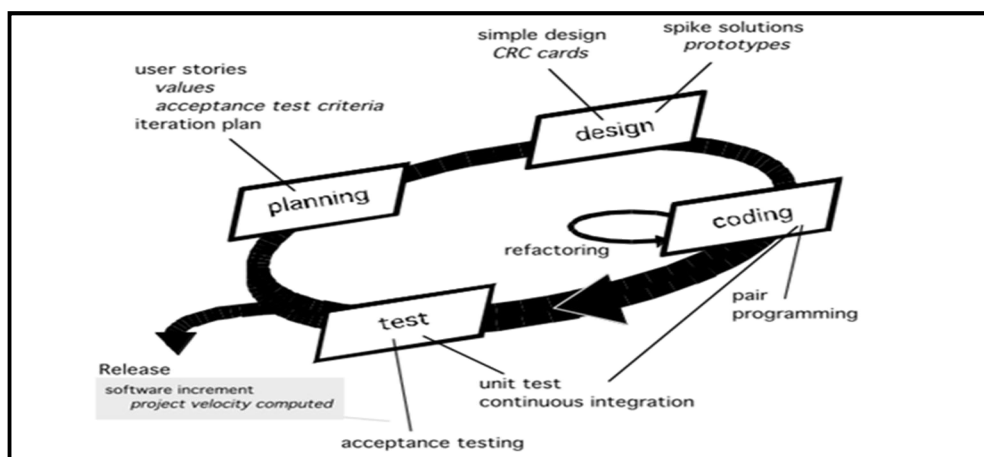 simple design
CRC cards
spike solutions
prototypes
user stories
values
acceptance test criteria
iteration plan
design
planning
coding
refactoring
pair
programming
test
Release
software increment
project velocity computed
unit test
continuous integration
acceptance testing